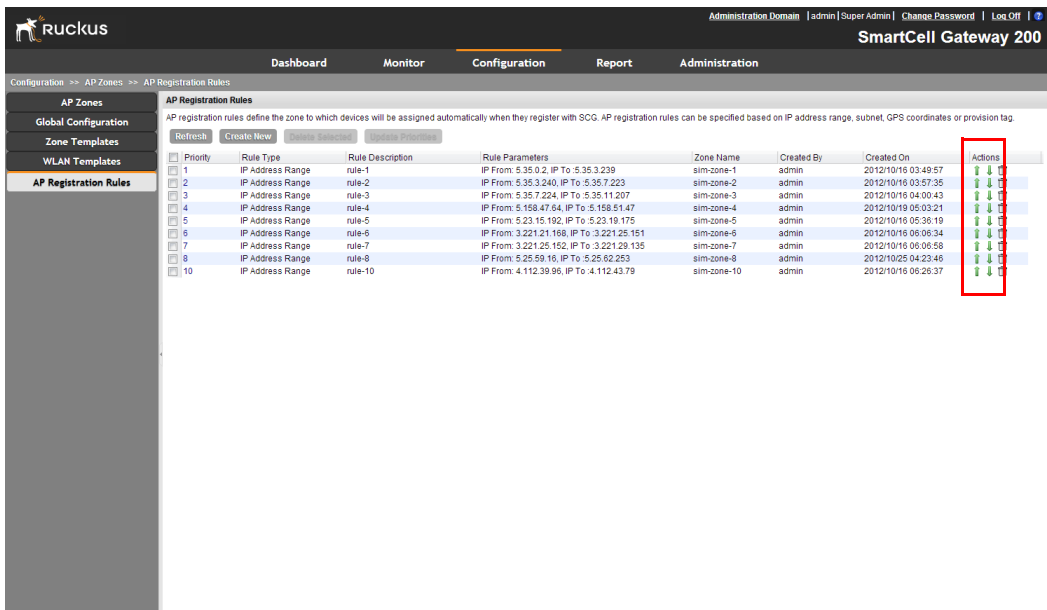 Administration Domain | admin | Super Admin | Change Password | Log Off | ?
RUCKUS
SmartCell Gateway 200
Dashboard Monitor Configuration Report Administration
Configuration >> AP Zones >> AP Registration Rules
AP Zones
Global Configuration
Zone Templates
WLAN Templates
AP Registration Rules
AP Registration Rules
AP registration rules define the zone to which devices will be assigned automatically when they register with SCG. AP registration rules can be specified based on IP address range, subnet, GPS coordinates or provision tag.
Refresh Create New Delete Selected Update Priorities
Priority Rule Type Rule Description Rule Parameters Zone Name Created By Created On Actions
1 IP Address Range rule-1 IP From: 5.35.0.2, IP To :5.35.3.239 sim-zone-1 admin 2012/10/16 03:49:57
2 IP Address Range rule-2 IP From: 5.35.3.240, IP To :5.35.7.223 sim-zone-2 admin 2012/10/16 03:57:35
3 IP Address Range rule-3 IP From: 5.35.7.224, IP To :5.35.11.207 sim-zone-3 admin 2012/10/16 04:00:43
4 IP Address Range rule-4 IP From: 5.158.47.64, IP To :5.158.51.47 sim-zone-4 admin 2012/10/19 05:03:21
5 IP Address Range rule-5 IP From: 5.23.15.192, IP To :5.23.19.175 sim-zone-5 admin 2012/10/16 05:36:19
6 IP Address Range rule-6 IP From: 3.221.21.168, IP To :3.221.25.151 sim-zone-6 admin 2012/10/16 06:06:34
7 IP Address Range rule-7 IP From: 3.221.25.152, IP To :3.221.29.135 sim-zone-7 admin 2012/10/16 06:06:58
8 IP Address Range rule-8 IP From: 5.25.59.16, IP To :5.25.62.253 sim-zone-8 admin 2012/10/25 04:23:46
10 IP Address Range rule-10 IP From: 4.112.39.96, IP To :4.112.43.79 sim-zone-10 admin 2012/10/16 06:26:37